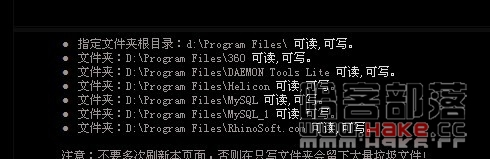 指定文件夹根目录：d:\Program Files\ 可读,可写。
文件夹：D:\Program Files\360 可读,可写。
文件夹：D:\Program Files\DAEMON Tools Lite 可读,可写。
文件夹：D:\Program Files\Helicon 可读,可写。
文件夹：D:\Program Files\MySQL 可读,可写。
文件夹：D:\Program Files\MySQL_1 可读,可写。
文件夹：D:\Program Files\RhinoSoft.com 可读,可写。
黑客部落
www.Hake.cc
注意：不要多次刷新本页面，否则在只写文件夹会留下大量垃圾文件!